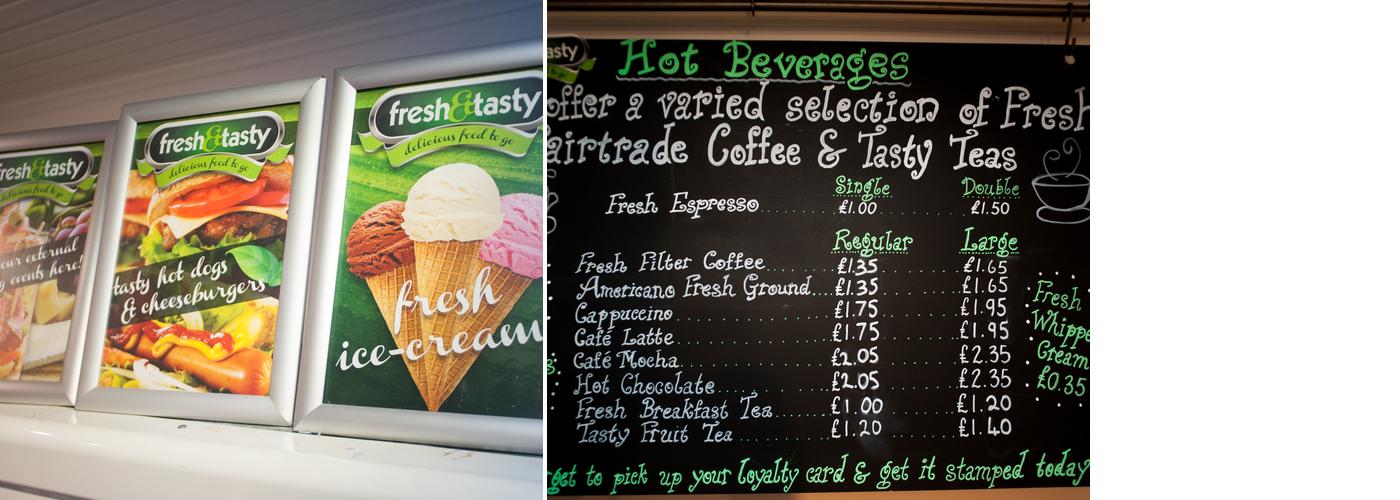 fresh&tasty
delicious food to go
our external
events here!
fresh&tasty
delicious food to go
tasty hot dogs
& cheeseburgers
fresh&tasty
delicious food to go
fresh
ice-cream
asty
Hot Beverages
offer a varied selection of Fresh
airtrade Coffee & Tasty Teas
Single Double
Fresh Espresso £1.00 £1.50
Regular Large
Fresh Filter Coffee £1.35 £1.65
Americano Fresh Ground £1.35 £1.65
Cappuccino £1.75 £1.95
Café Latte £1.75 £1.95
Café Mocha £2.05 £2.35
Hot Chocolate £2.05 £2.35
Fresh Breakfast Tea £1.00 £1.20
Tasty Fruit Tea £1.20 £1.40
Fresh
Whippe
Cream
£0.35
get to pick up your loyalty card & get it stamped today